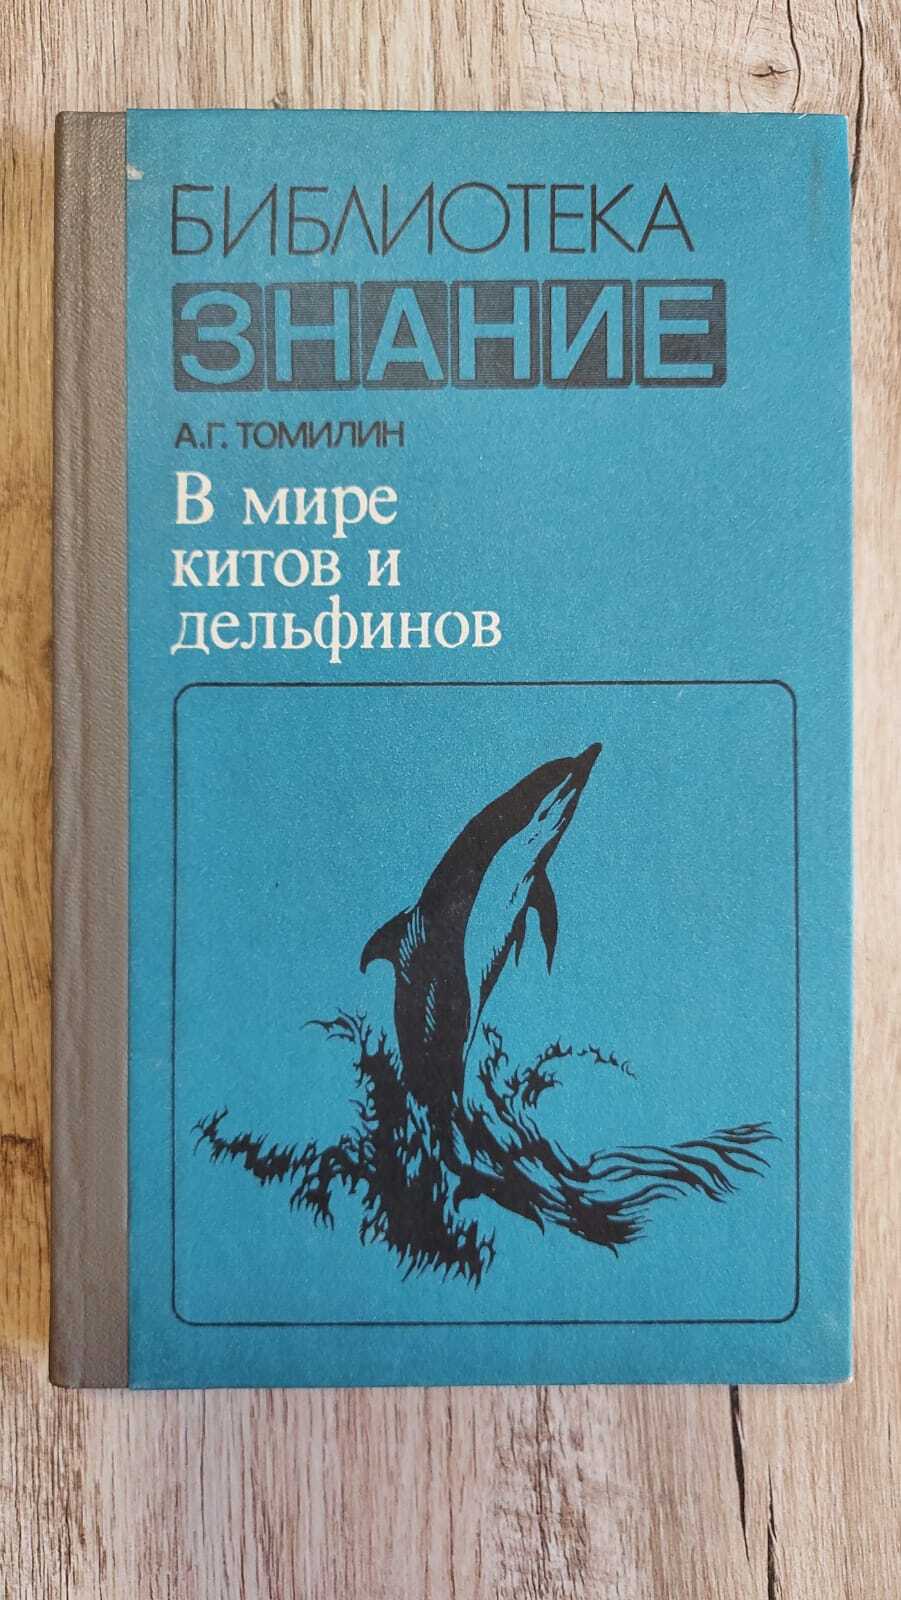 БИБЛИОТЕКА
ЗНАНИЕ
А.Г. ТОМИЛИН
В мире
китов и
дельфинов